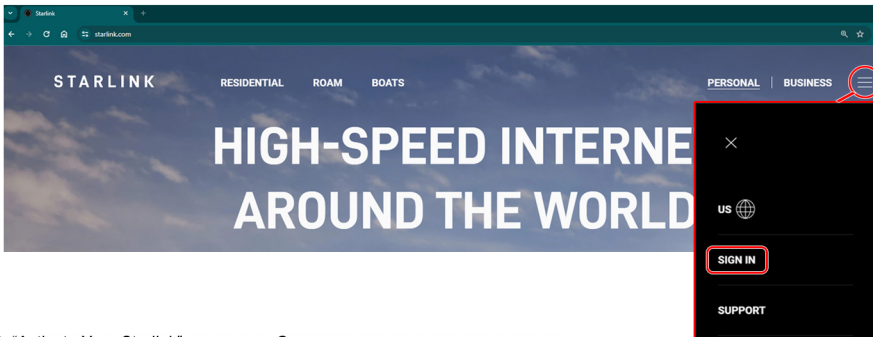 Starlink
starlink.com
STARLINK RESIDENTIAL ROAM BOATS PERSONAL BUSINESS
HIGH-SPEED INTERNE
AROUND THE WORLD
US
SIGN IN
SUPPORT